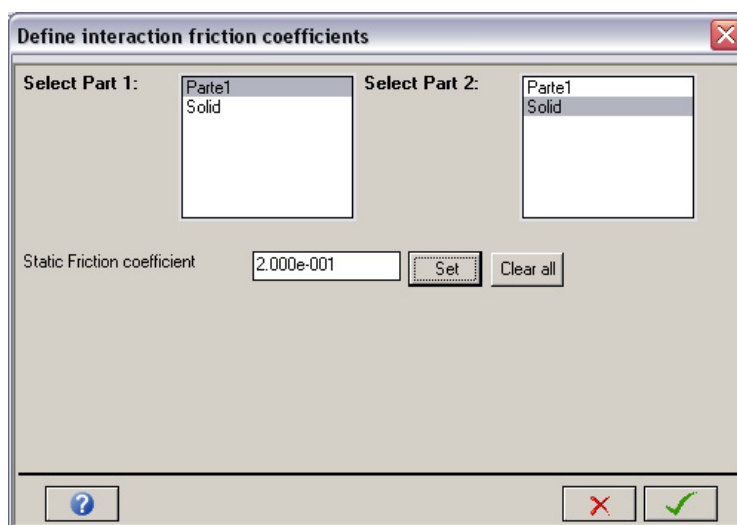 Define interaction friction coefficients
Select Part 1:
Parte1
Solid
Select Part 2:
Parte1
Solid
Static Friction coefficient
2.000e-001
Set
Clear all